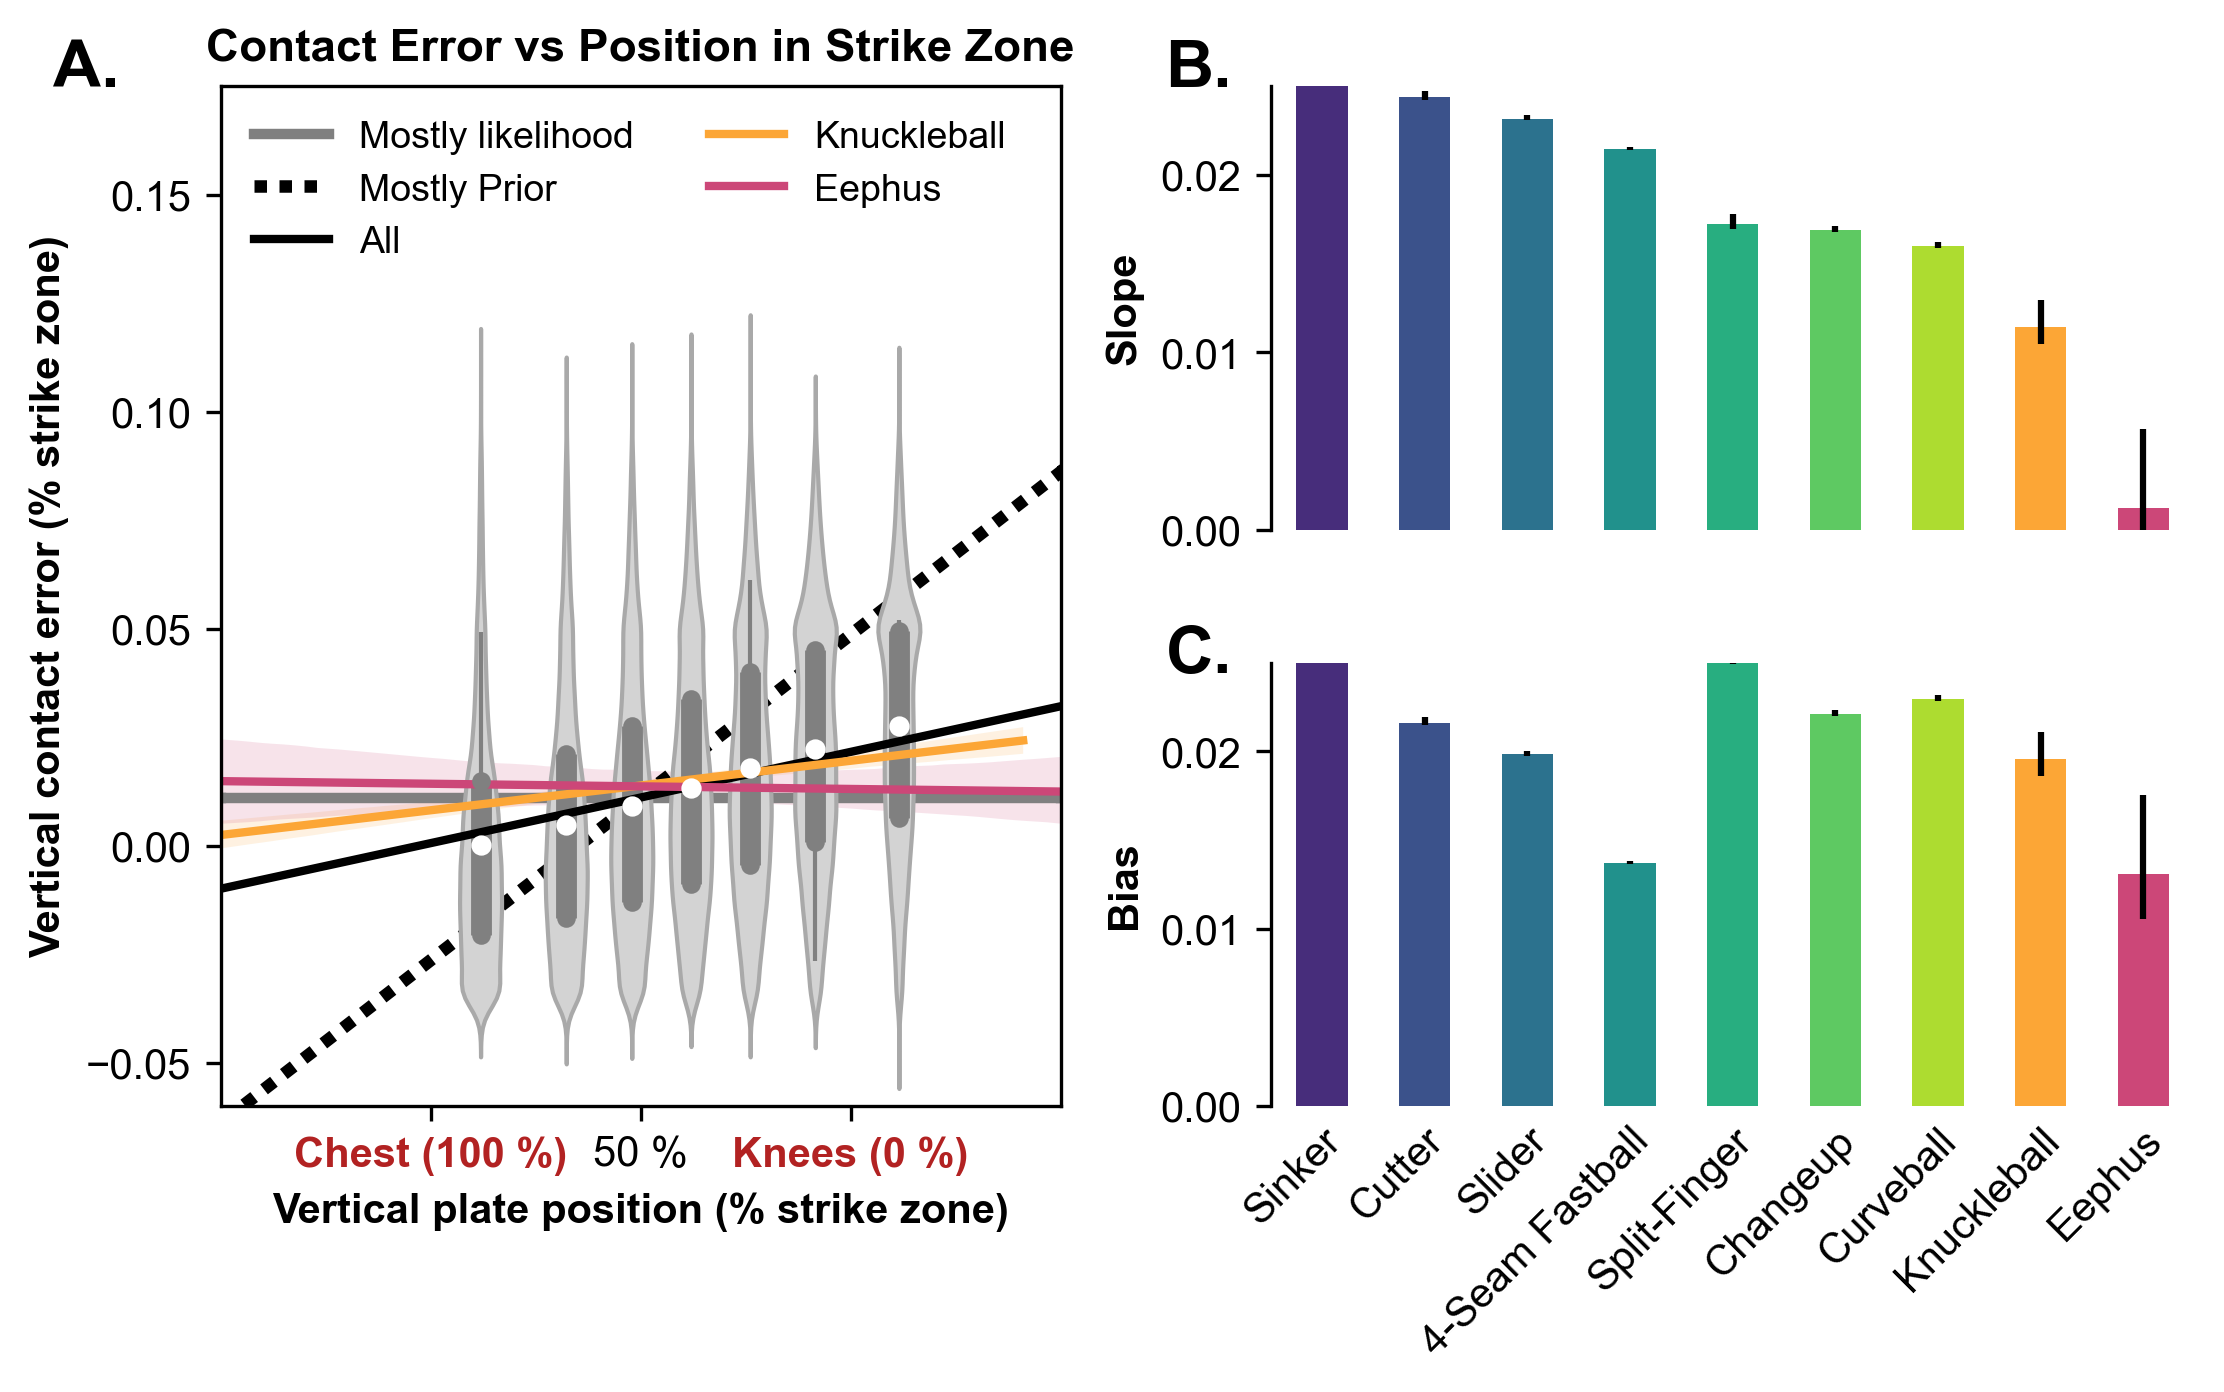 A.
Contact Error vs Position in Strike Zone
Mostly likelihood
Mostly Prior
All
Knuckleball
Eephus
Vertical contact error (% strike zone)
0.15
0.10
0.05
0.00
−0.05
Chest (100 %)
50 %
Knees (0 %)
Vertical plate position (% strike zone)
B.
Slope
0.02
0.01
0.00
C.
Bias
0.02
0.01
0.00
Sinker
Cutter
Slider
4-Seam Fastball
Split-Finger
Changeup
Curveball
Knuckleball
Eephus